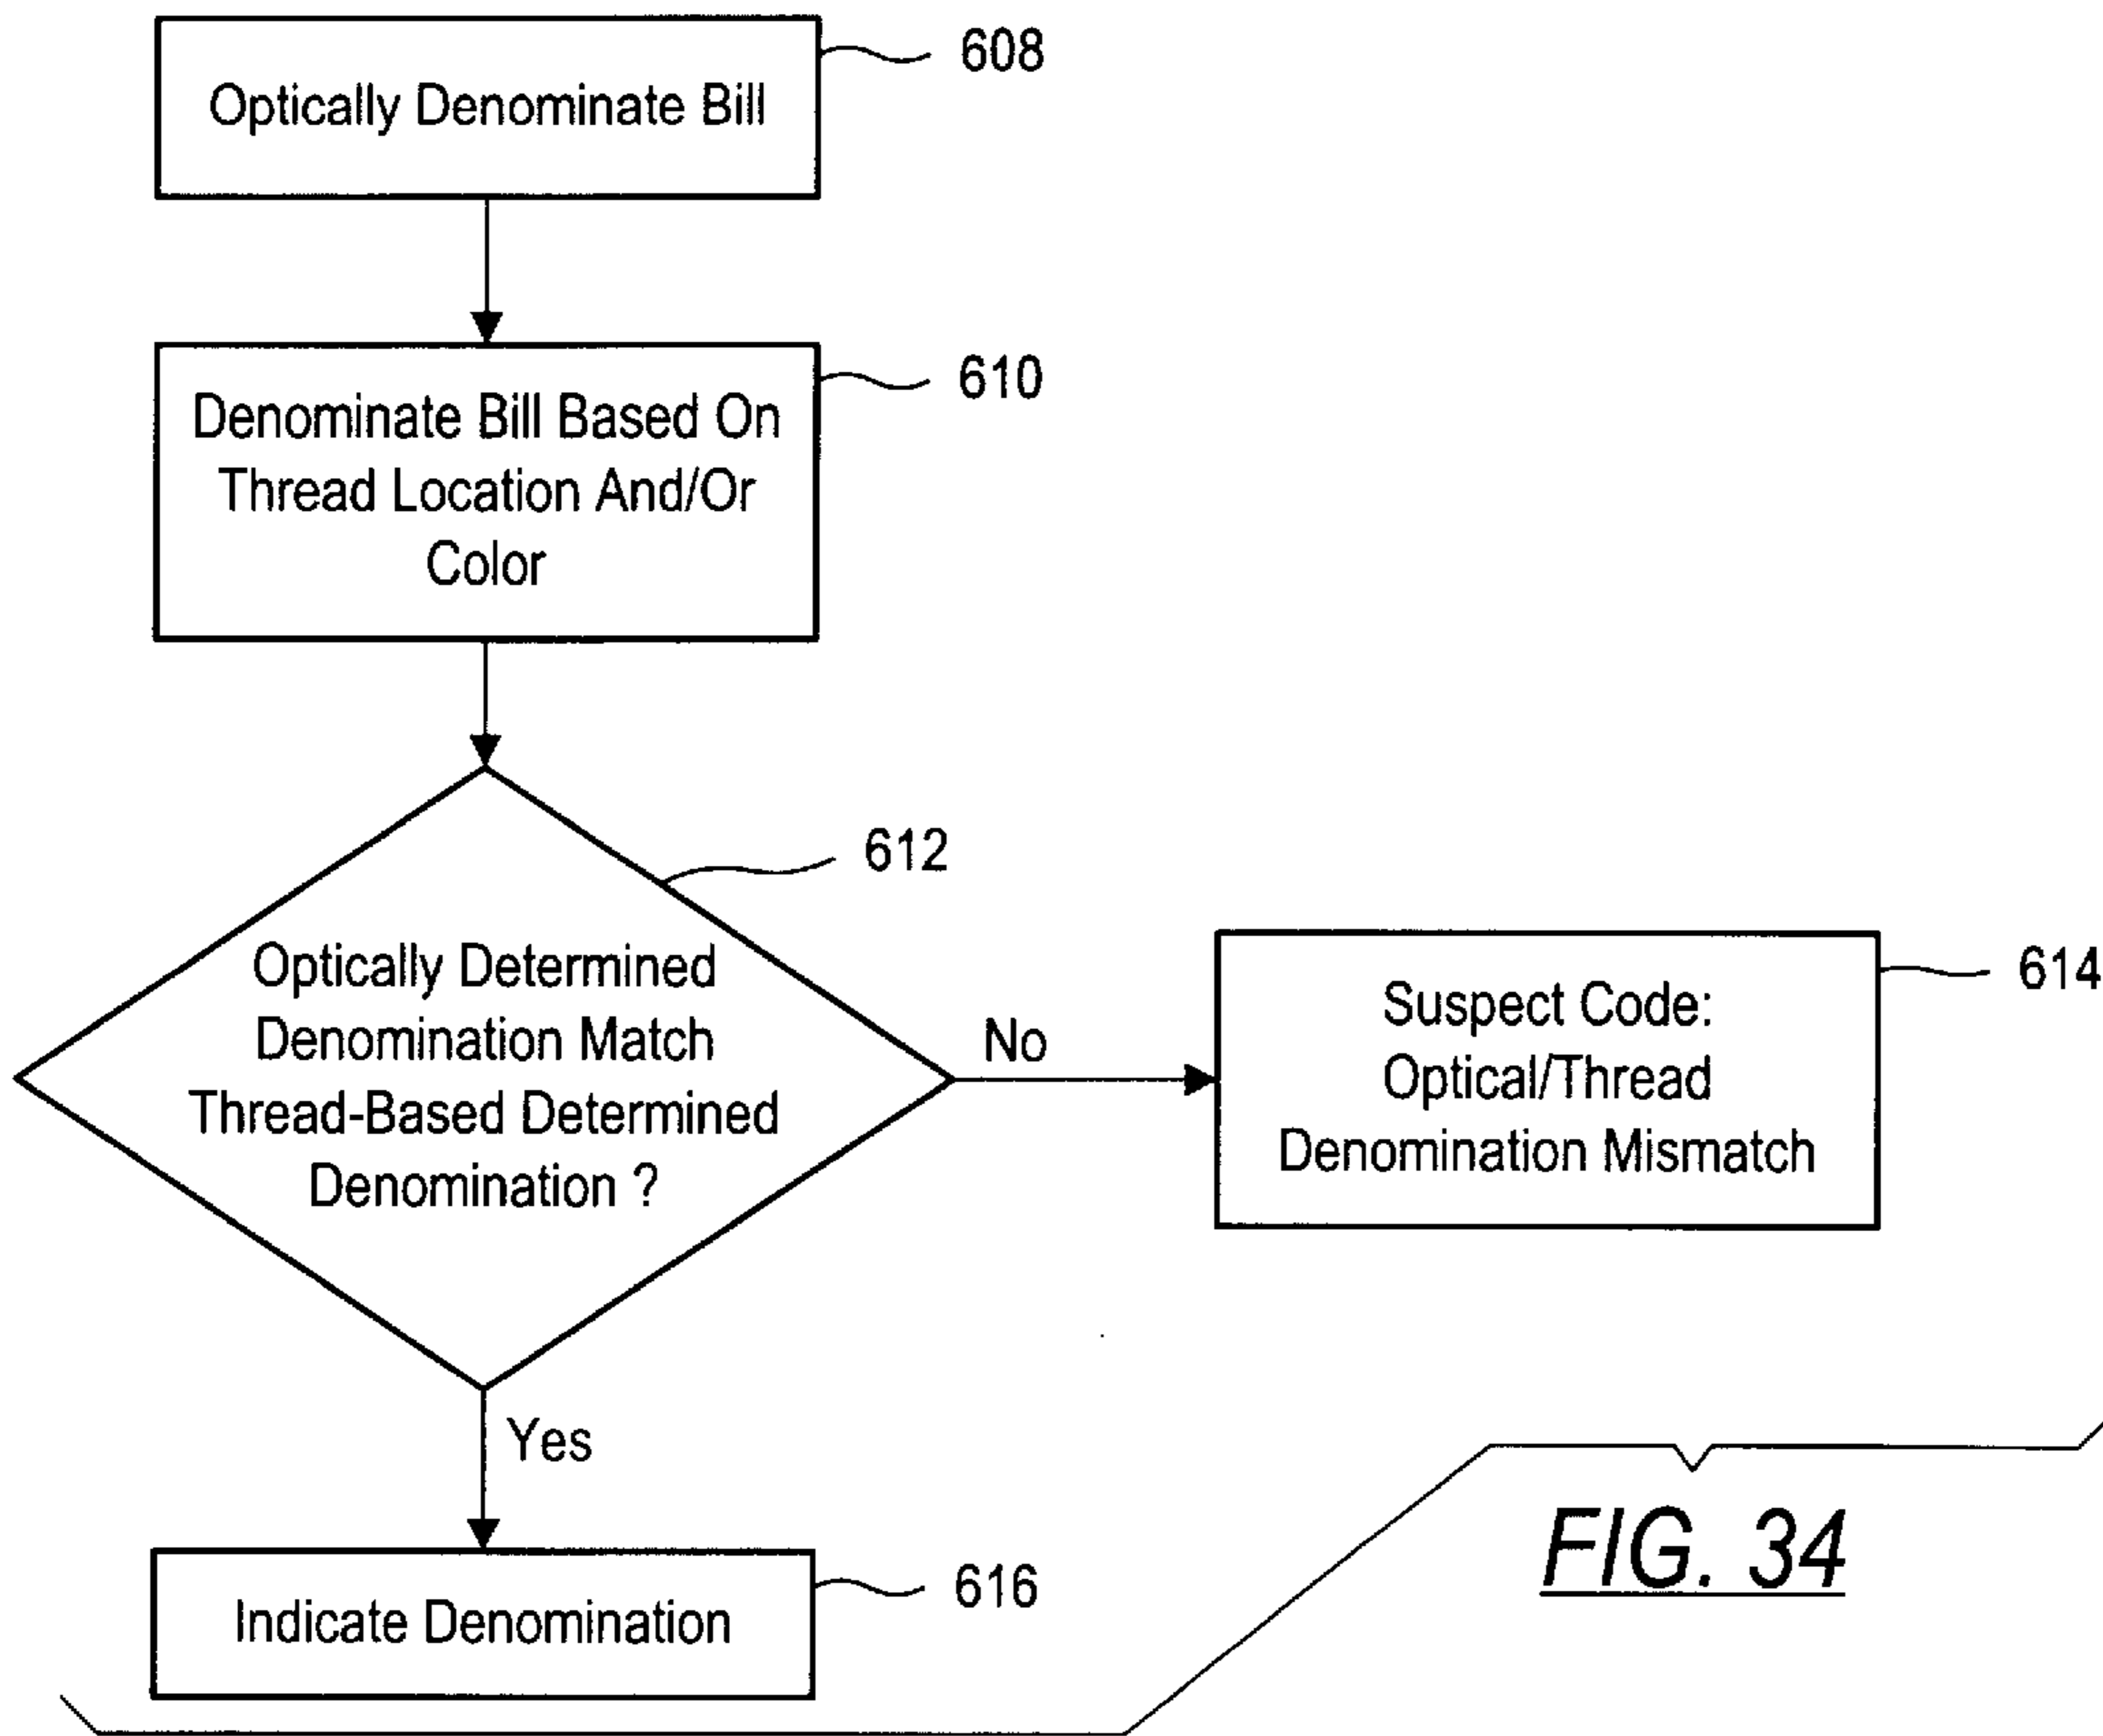 Optically Denominate Bill
608
Denominate Bill Based On
Thread Location And/Or
Color
610
Optically Determined
Denomination Match
Thread-Based Determined
Denomination ?
612
No
Suspect Code:
Optical/Thread
Denomination Mismatch
614
Yes
Indicate Denomination
616
FIG. 34